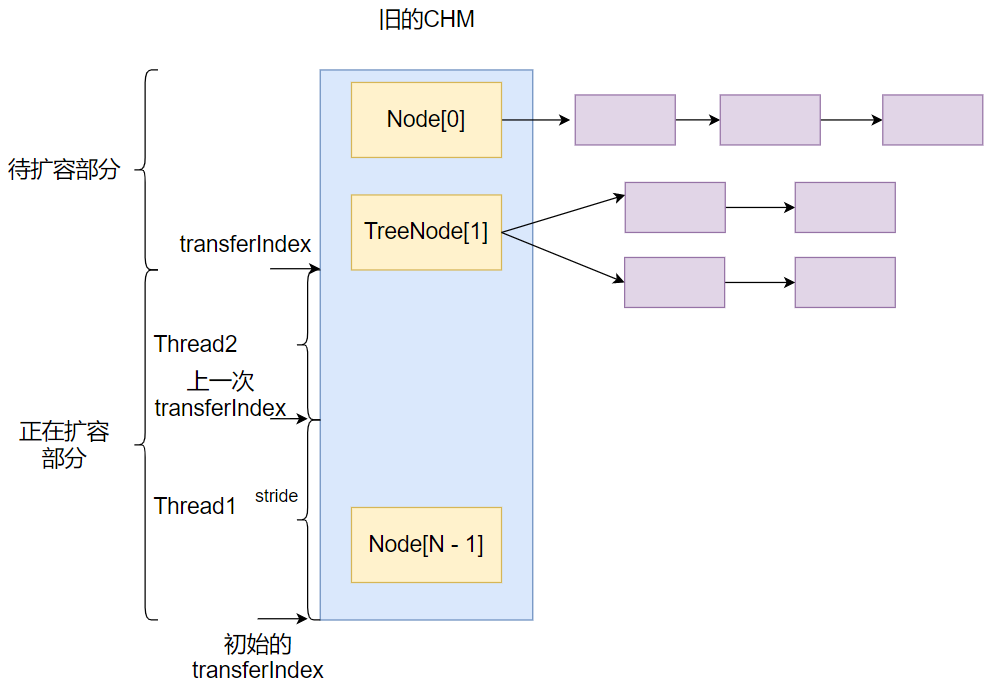 旧的CHM
Node[0]
待扩容部分
TreeNode[1]
transferIndex
Thread2
上一次
transferIndex
正在扩容
部分
Thread1
stride
Node[N - 1]
初始的
transferIndex